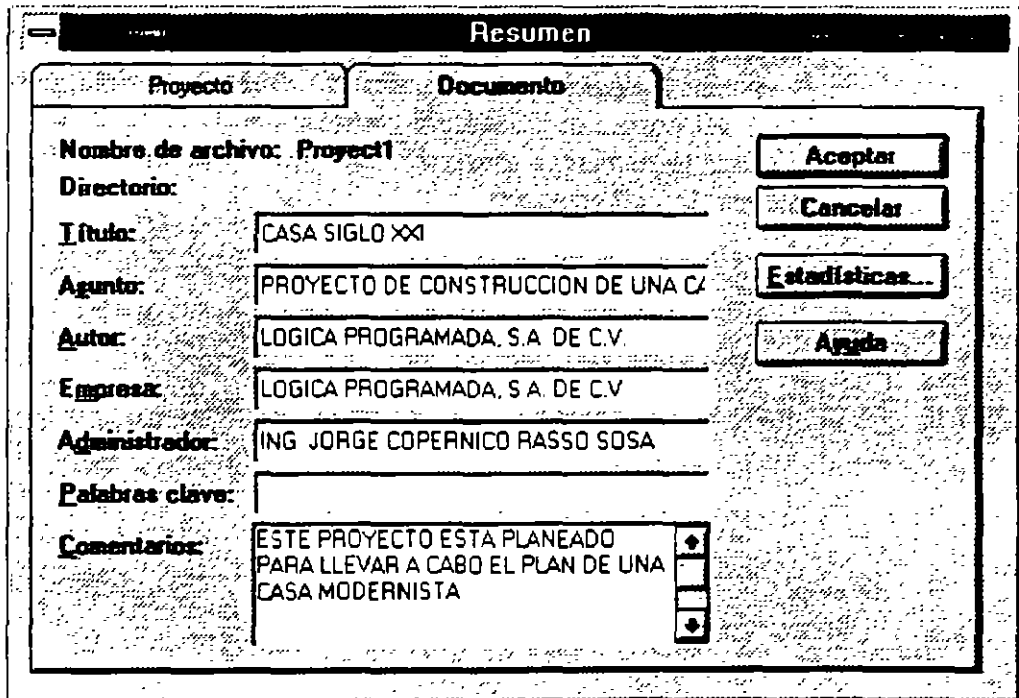 Resumen
Proyecto
Documento
Nombre de archivo: Proyect1
Aceptar
Directorio:
Cancelar
Título: CASA SIGLO XXI
Asunto: PROYECTO DE CONSTRUCCION DE UNA CA
Estadísticas...
Autor: LOGICA PROGRAMADA, S.A. DE C.V.
Ayuda
Empresa: LOGICA PROGRAMADA, S.A. DE C.V
Administrador: ING JORGE COPERNICO RASSO SOSA
Palabras clave:
Comentarios: ESTE PROYECTO ESTA PLANEADO
PARA LLEVAR A CABO EL PLAN DE UNA
CASA MODERNISTA